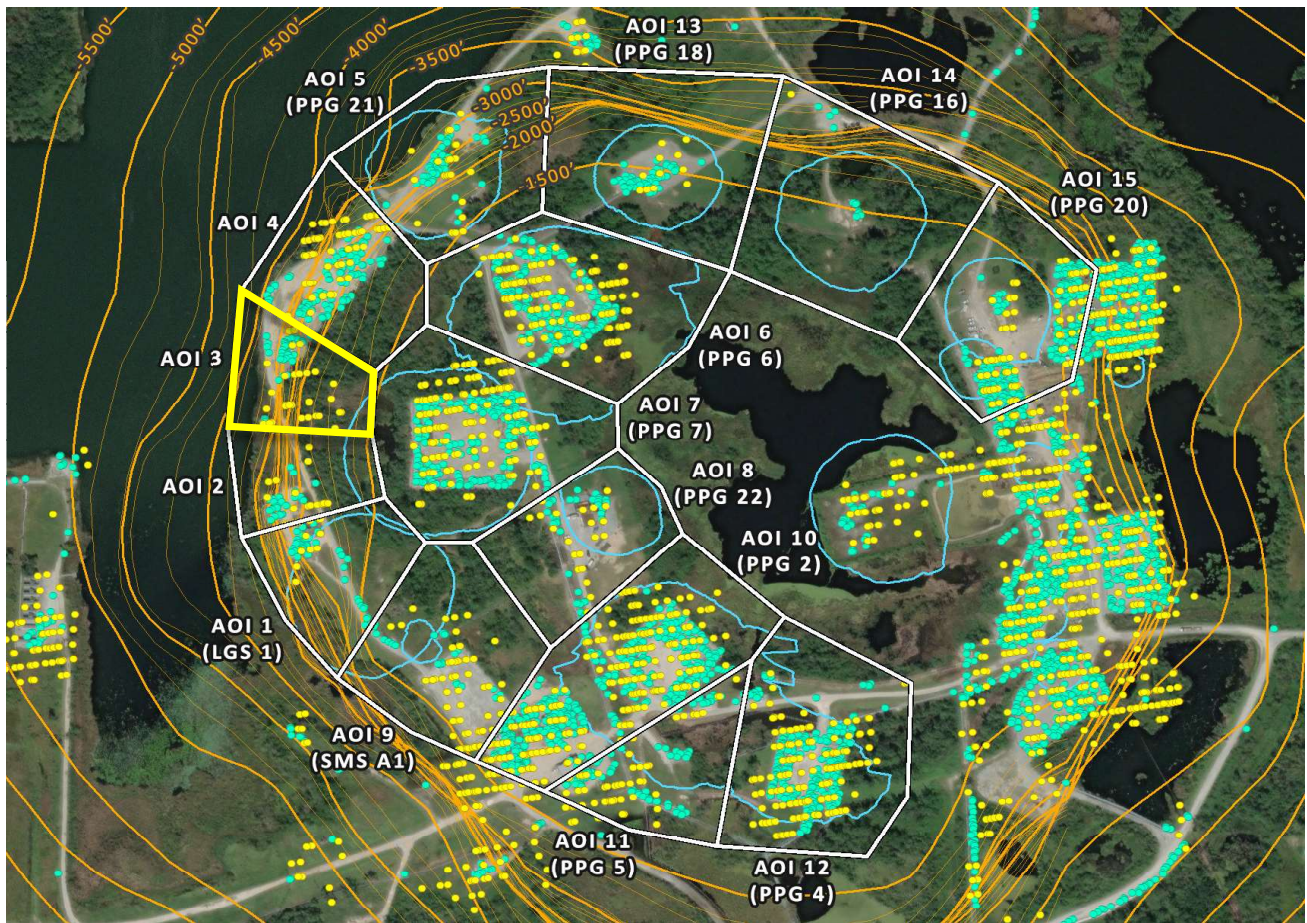 -5500'
-5000'
-4500'
-4000'
-3500'
-3000'
-2500'
-2000'
-1500'
AOI 13
(PPG 18)
AOI 5
(PPG 21)
AOI 14
(PPG 16)
AOI 15
(PPG 20)
AOI 4
AOI 3
AOI 6
(PPG 6)
AOI 7
(PPG 7)
AOI 8
(PPG 22)
AOI 2
AOI 10
(PPG 2)
AOI 1
(LGS 1)
AOI 9
(SMS A1)
AOI 11
(PPG 5)
AOI 12
(PPG 4)